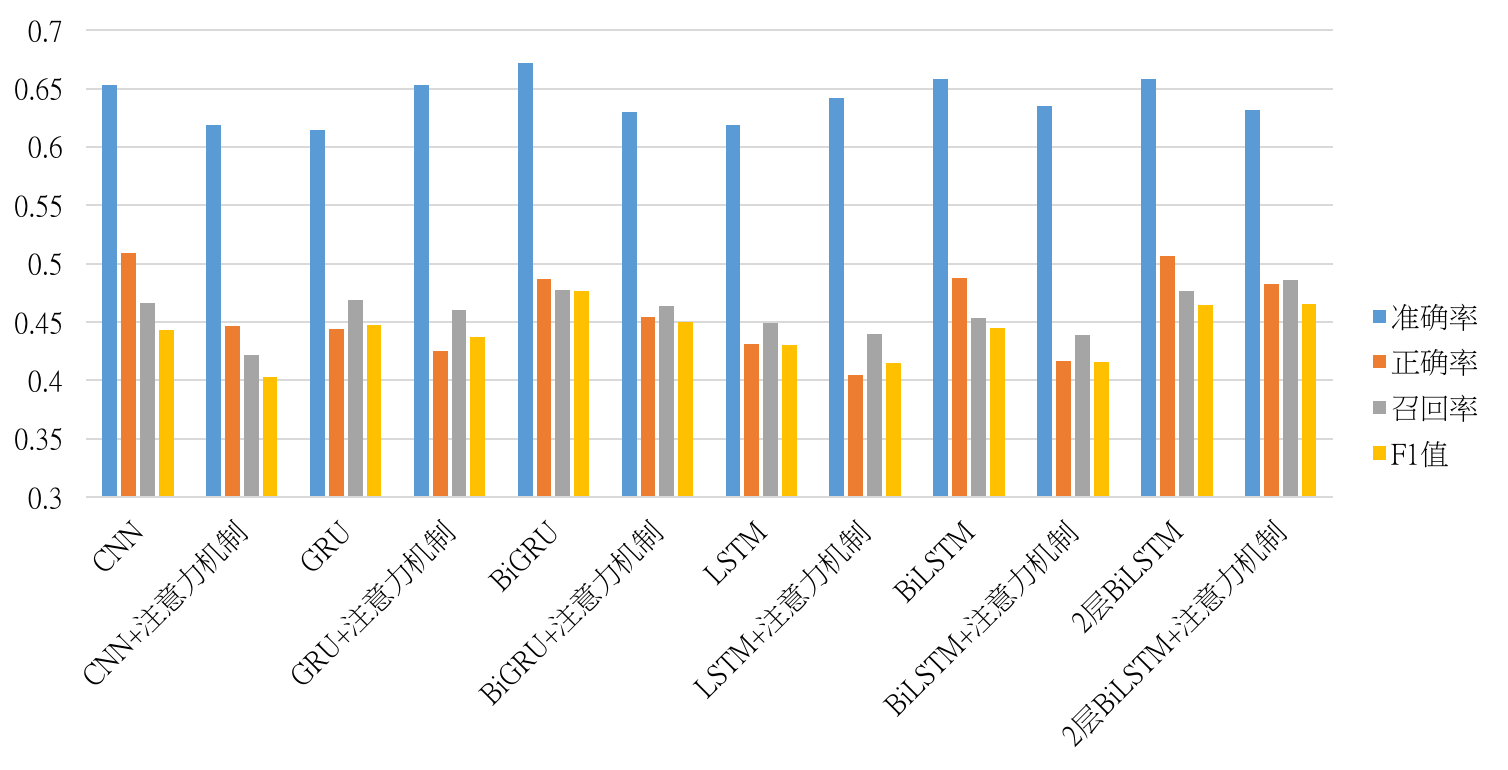 0.7
0.65
0.6
0.55
0.5
0.45
0.4
0.35
0.3
CNN
CNN+注意力机制
GRU
GRU+注意力机制
BiGRU
BiGRU+注意力机制
LSTM
LSTM+注意力机制
BiLSTM
BiLSTM+注意力机制
2层BiLSTM
2层BiLSTM+注意力机制
准确率
正确率
召回率
F1值